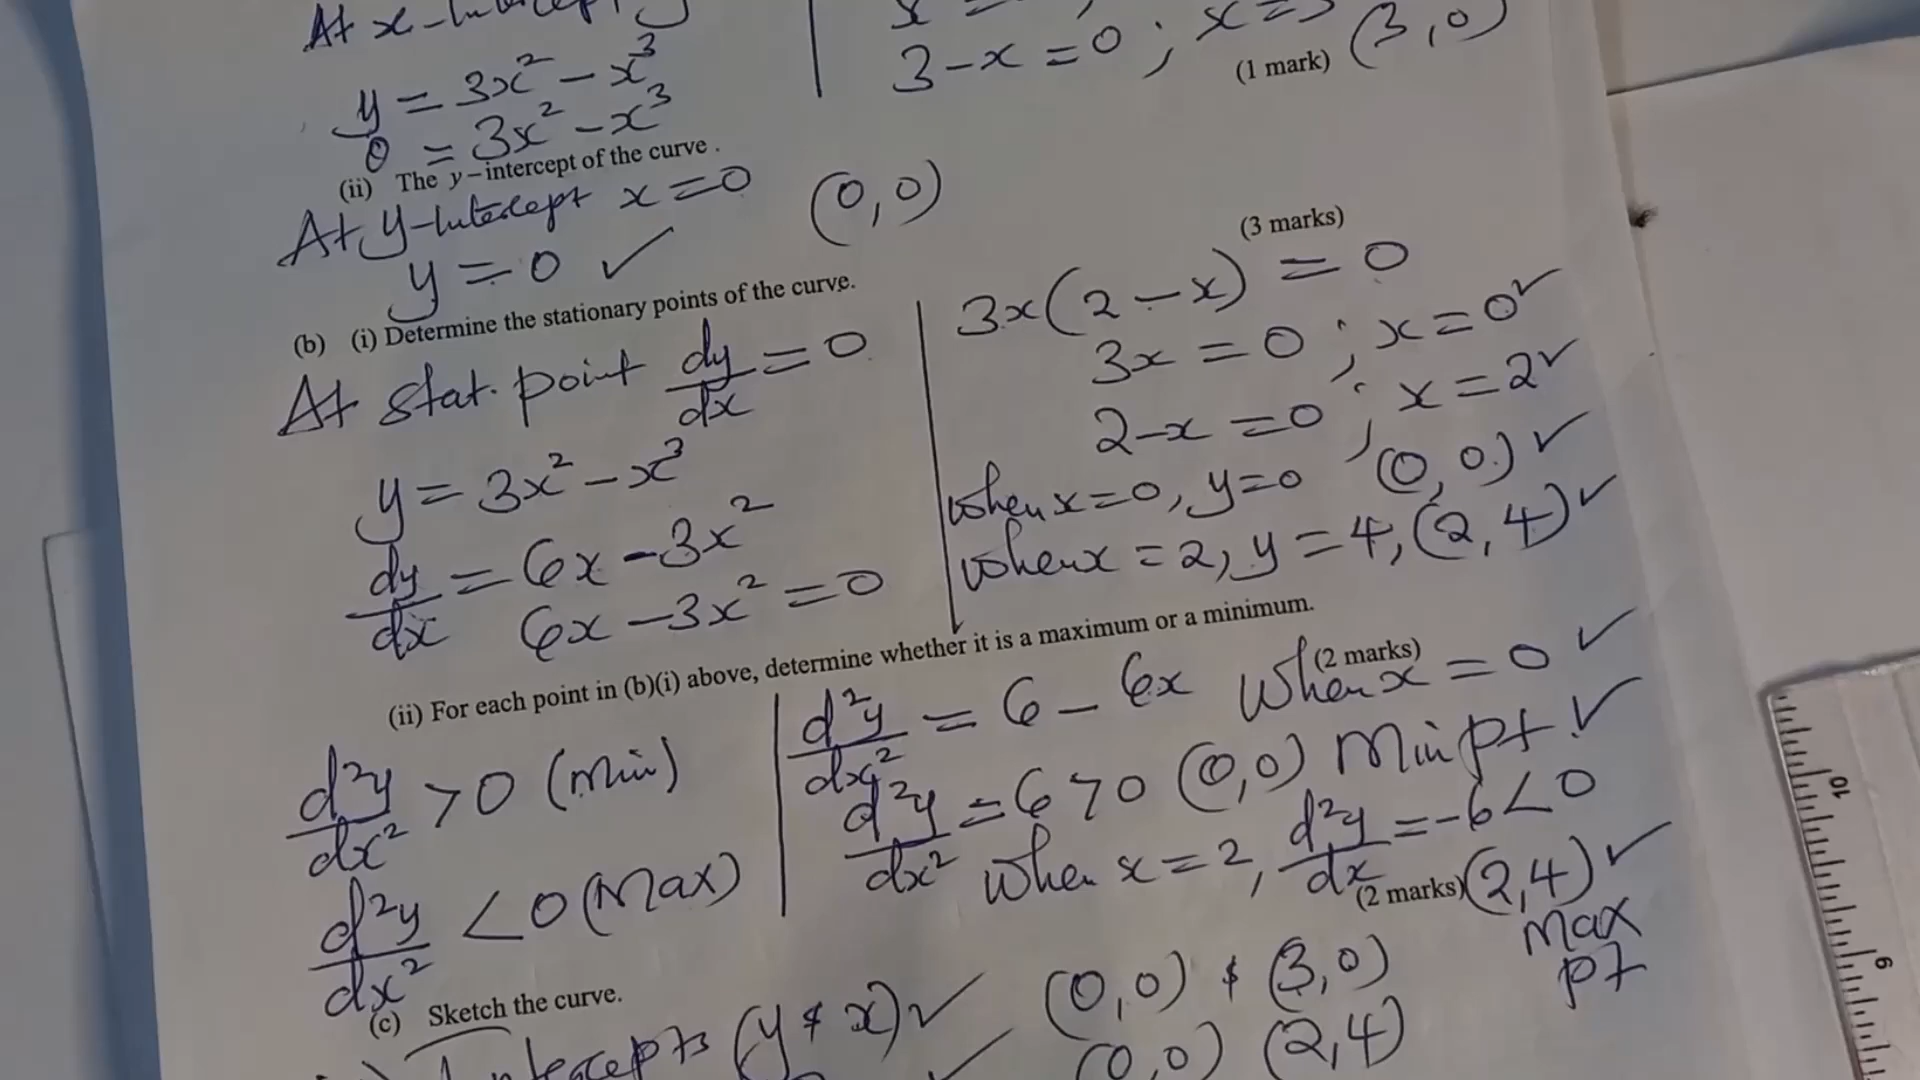 At x-Intercept, y
y = 3x² - x³
0 = 3x² - x³
3-x=0 ; x=3 (3,0)
(1 mark)
(ii) The y – intercept of the curve .
At y-Intercept x=0 (0,0)
y=0 ✓
(3 marks)
(b) (i) Determine the stationary points of the curve.
At stat. point dy/dx = 0
y = 3x² - x³
dy/dx = 6x - 3x²
6x - 3x² = 0
3x(2-x) = 0
3x = 0 ; x=0 ✓
2-x = 0 ; x=2 ✓
when x=0, y=0 (0,0) ✓
when x = 2, y = 4, (2,4) ✓
(ii) For each point in (b)(i) above, determine whether it is a maximum or a minimum.
(2 marks)
d²y/dx² > 0 (Min)
d²y/dx² < 0 (Max)
d²y/dx² = 6 - 6x When x = 0 ✓
d²y/dx² = 6 > 0 (0,0) Min pt ✓
when x = 2, d²y/dx = -6 < 0
(2 marks) (2,4) ✓
Max
pt
(c) Sketch the curve.
Intercepts (y & x) ✓ (0,0) & (3,0)
(0,0) (2,4)
10
9